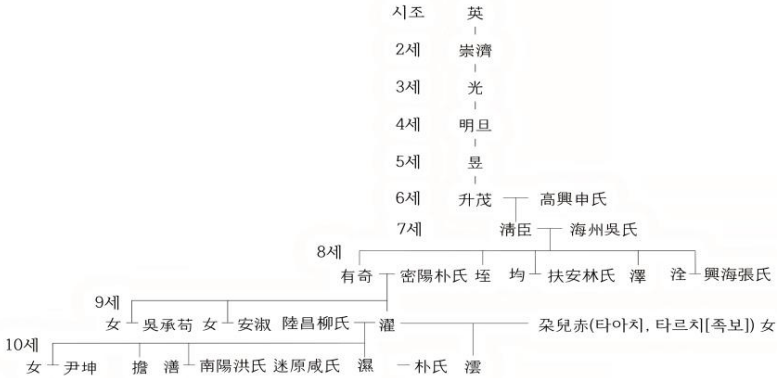 시조 英
2세 崇濟
3세 光
4세 明旦
5세 昱
6세 升茂 高興申氏
7세 淸臣 海州吳氏
8세
有奇 密陽朴氏 垤 均 扶安林氏 澤 洤 興海張氏
9세
女 吳承苟 女 安淑 陸昌柳氏 濯 朶兒赤(타아치, 타르치[족보]) 女
10세
女 尹坤 擔 濟 南陽洪氏 迷原咸氏 濕 朴氏 澐